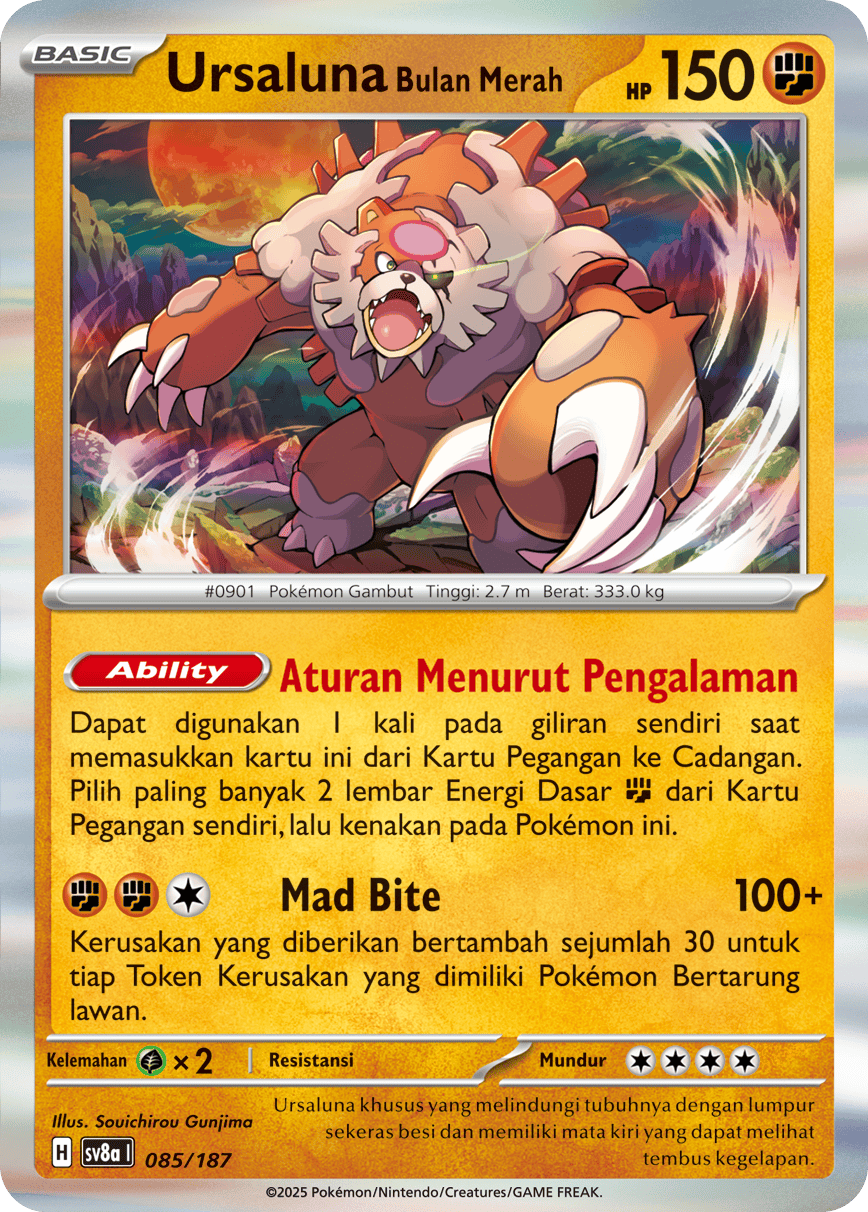 BASIC
Ursaluna Bulan Merah
HP 150
#0901 Pokémon Gambut Tinggi: 2.7 m Berat: 333.0 kg
Ability Aturan Menurut Pengalaman
Dapat digunakan 1 kali pada giliran sendiri saat
memasukkan kartu ini dari Kartu Pegangan ke Cadangan.
Pilih paling banyak 2 lembar Energi Dasar dari Kartu
Pegangan sendiri, lalu kenakan pada Pokémon ini.
Mad Bite 100+
Kerusakan yang diberikan bertambah sejumlah 30 untuk
tiap Token Kerusakan yang dimiliki Pokémon Bertarung
lawan.
Kelemahan ×2 Resistansi Mundur
Illus. Souichirou Gunjima
Ursaluna khusus yang melindungi tubuhnya dengan lumpur
sekeras besi dan memiliki mata kiri yang dapat melihat
tembus kegelapan.
H sv8a I 085/187
©2025 Pokémon/Nintendo/Creatures/GAME FREAK.